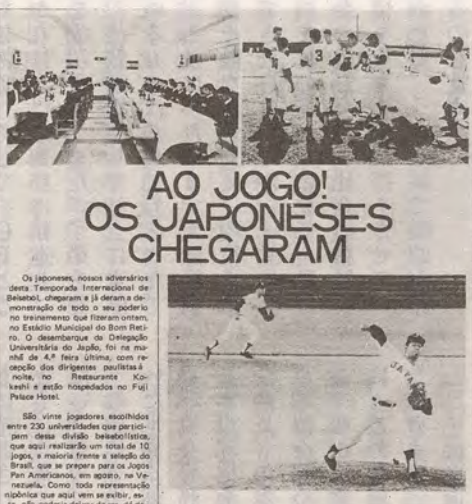 AO JOGO!
OS JAPONESES
CHEGARAM
Os japoneses, nossos adversários
desta Temporada Internacional de
Beisebol, chegaram e já deram a de-
monstração de todo o seu poderio
no treinamento que fizeram ontem,
no Estádio Municipal do Bom Reti-
ro. O desembarque da Delegação
Universitária do Japão, foi na ma-
nhã de 4.ª feira última, com re-
cepção dos dirigentes paulistas à
noite, no Restaurante Ko-
keshi e estão hospedados no Fuji
Palace Hotel.
São vinte jogadores escolhidos
entre 230 universidades que partici-
pam dessa divisão beisebolística,
que aqui realizarão um total de 10
jogos, a maioria frente a seleção do
Brasil, que se prepara para os Jogos
Pan Americanos, em agosto, na Ve-
nezuela. Como toda representação
nipônica que aqui vem se exibir, es-
3
JAPAN